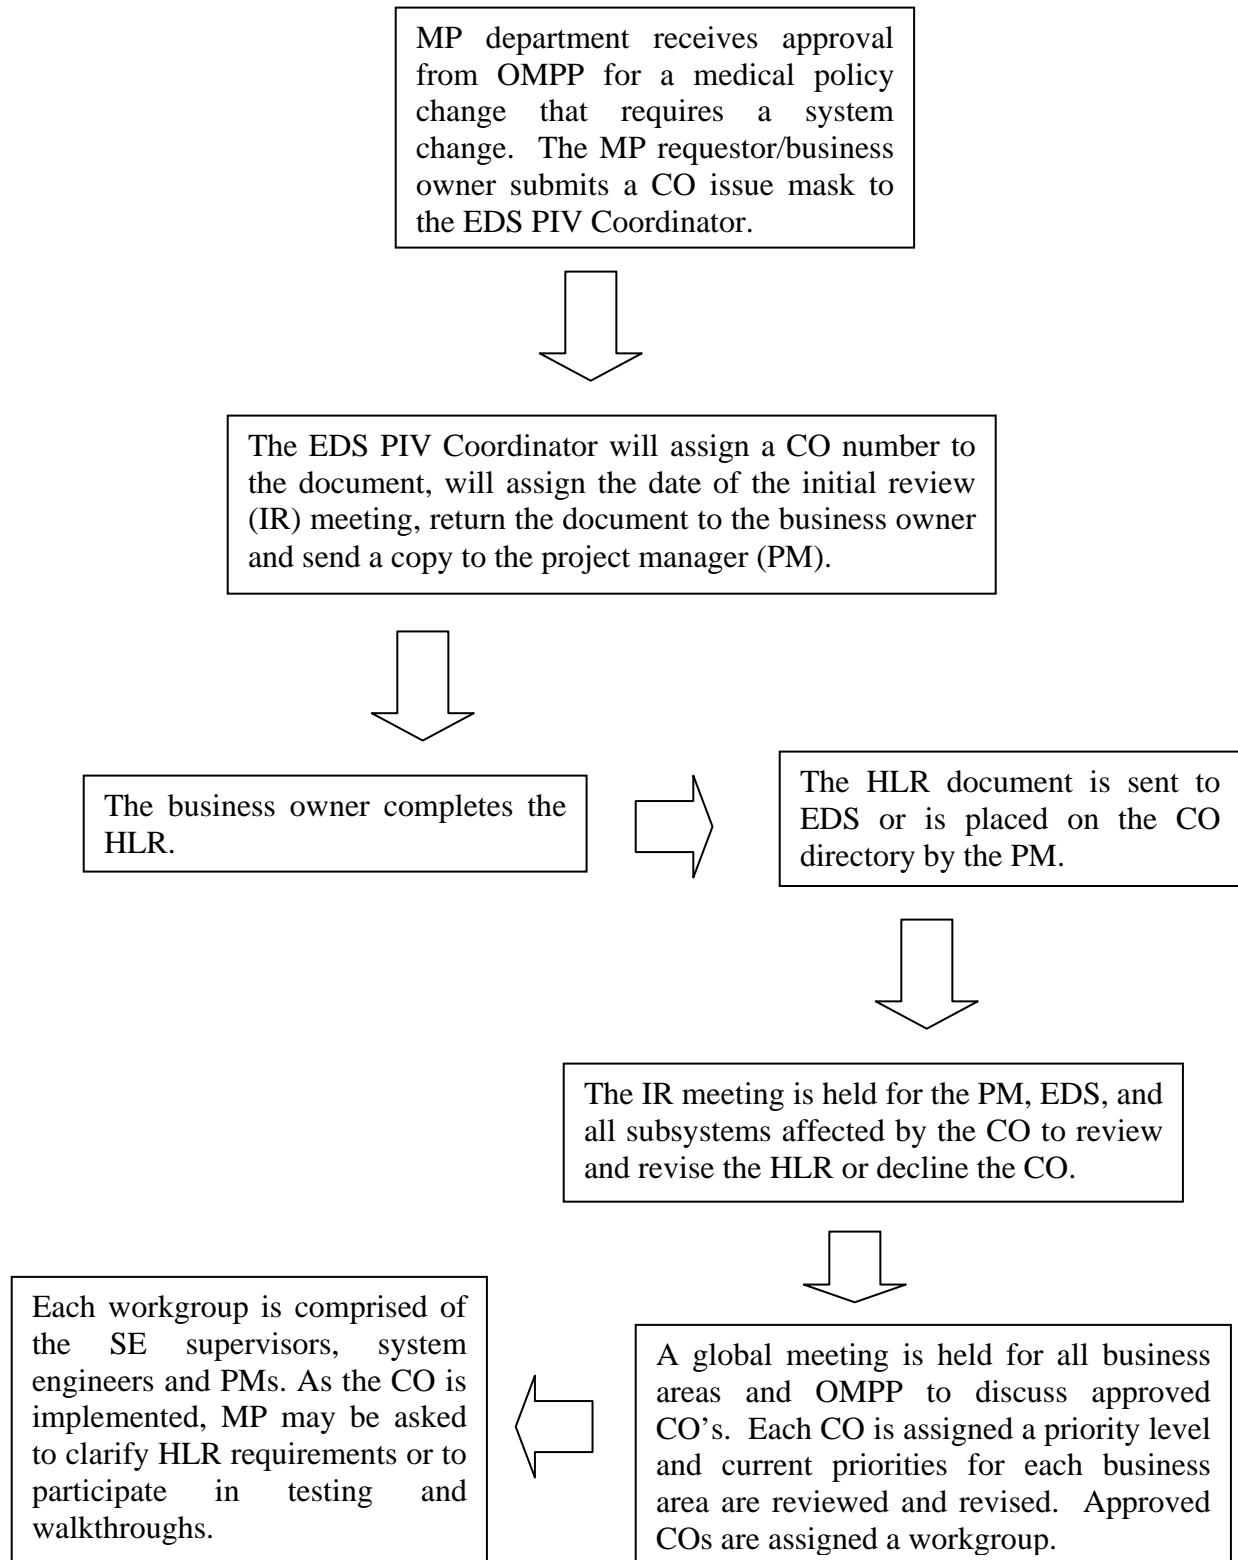 MP department receives approval
from OMPP for a medical policy
change that requires a system
change. The MP requestor/business
owner submits a CO issue mask to
the EDS PIV Coordinator.
The EDS PIV Coordinator will assign a CO number to
the document, will assign the date of the initial review
(IR) meeting, return the document to the business owner
and send a copy to the project manager (PM).
The business owner completes the
HLR.
The HLR document is sent to
EDS or is placed on the CO
directory by the PM.
The IR meeting is held for the PM, EDS, and
all subsystems affected by the CO to review
and revise the HLR or decline the CO.
A global meeting is held for all business
areas and OMPP to discuss approved
CO's. Each CO is assigned a priority level
and current priorities for each business
area are reviewed and revised. Approved
COs are assigned a workgroup.
Each workgroup is comprised of
the SE supervisors, system
engineers and PMs. As the CO is
implemented, MP may be asked
to clarify HLR requirements or to
participate in testing and
walkthroughs.